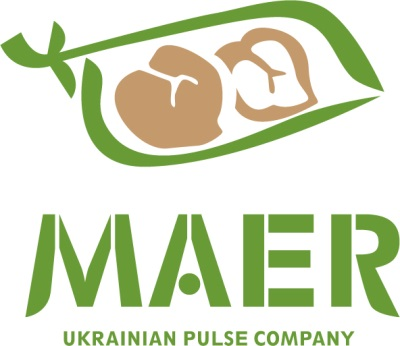 MAER
UKRAINIAN PULSE COMPANY